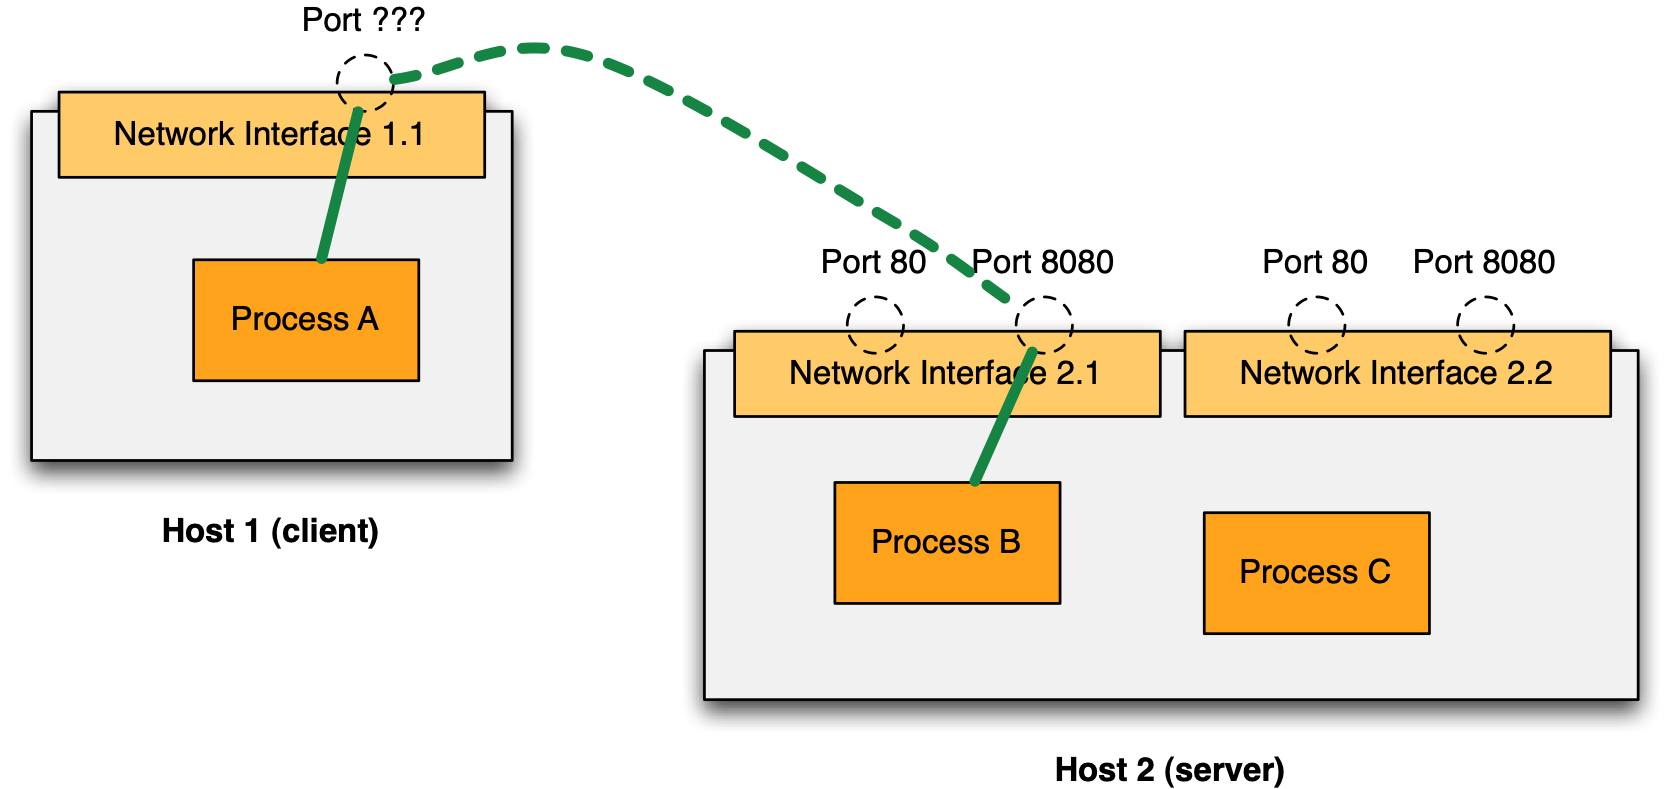 Port ???
Network Interface 1.1
Process A
Host 1 (client)
Port 80
Port 8080
Port 80
Port 8080
Network Interface 2.1
Network Interface 2.2
Process B
Process C
Host 2 (server)